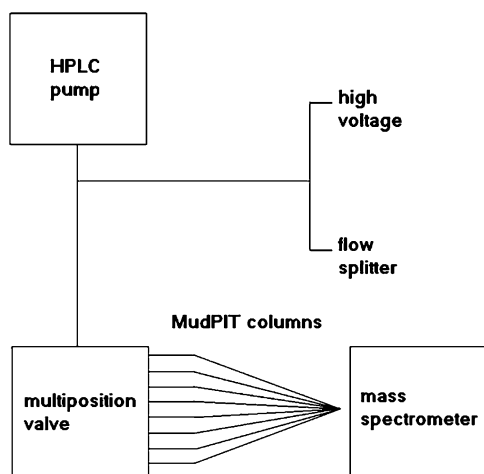 HPLC
pump
high
voltage
flow
splitter
MudPIT columns
multiposition
valve
mass
spectrometer